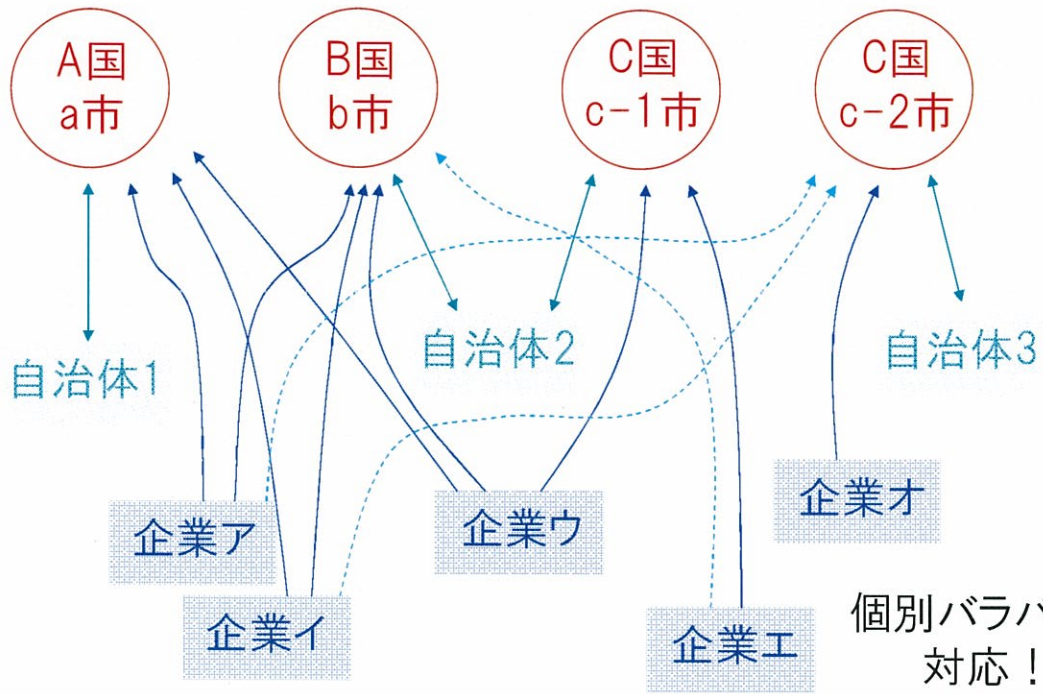 A国
a市
B国
b市
C国
c-1市
C国
c-2市
自治体1
自治体2
自治体3
企業ア
企業イ
企業ウ
企業エ
企業オ
個別バラバ
対応!